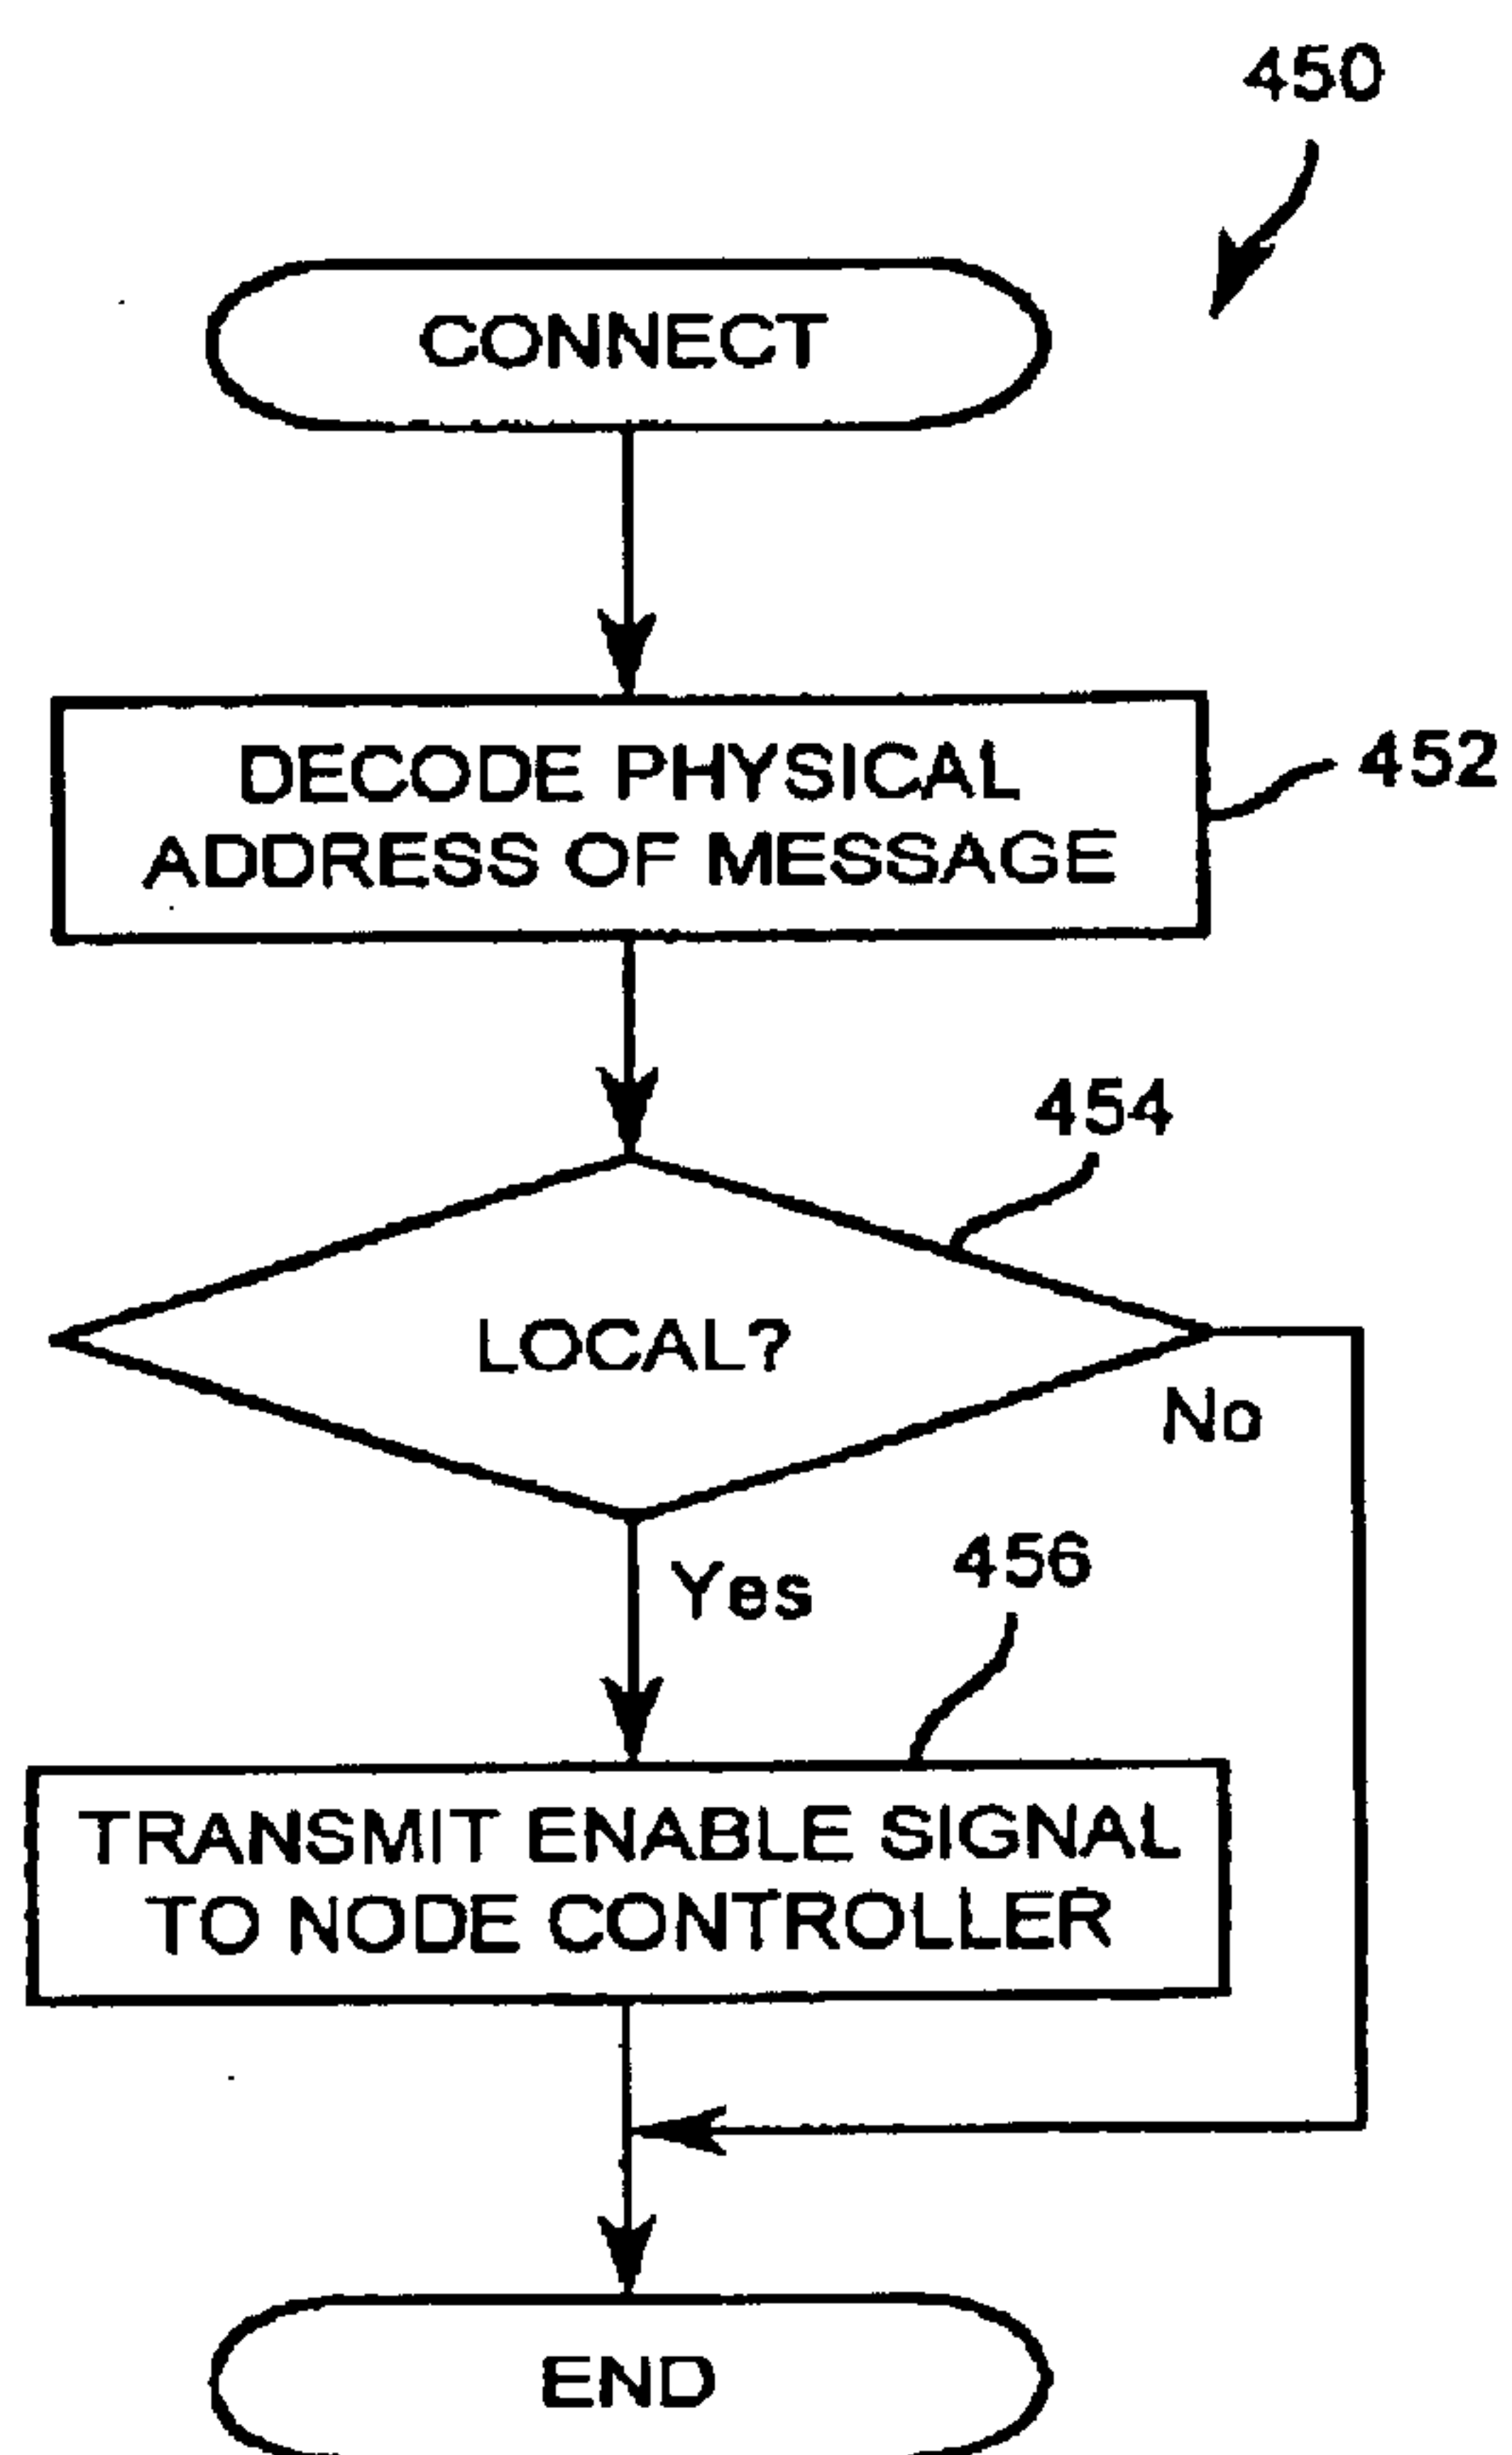 450
CONNECT
DECODE PHYSICAL
ADDRESS OF MESSAGE
452
454
LOCAL?
No
Yes
456
TRANSMIT ENABLE SIGNAL
TO NODE CONTROLLER
END